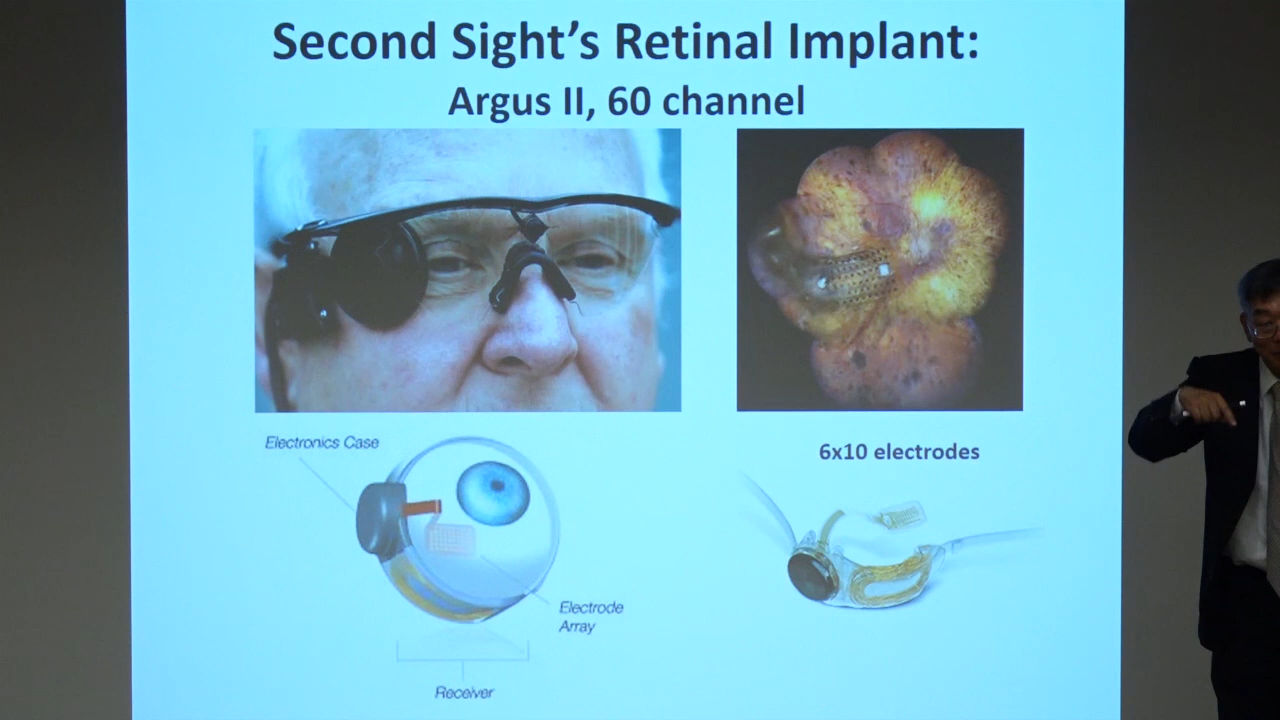 Second Sight's Retinal Implant:
Argus II, 60 channel
Electronics Case
6x10 electrodes
Electrode
Array
Receiver